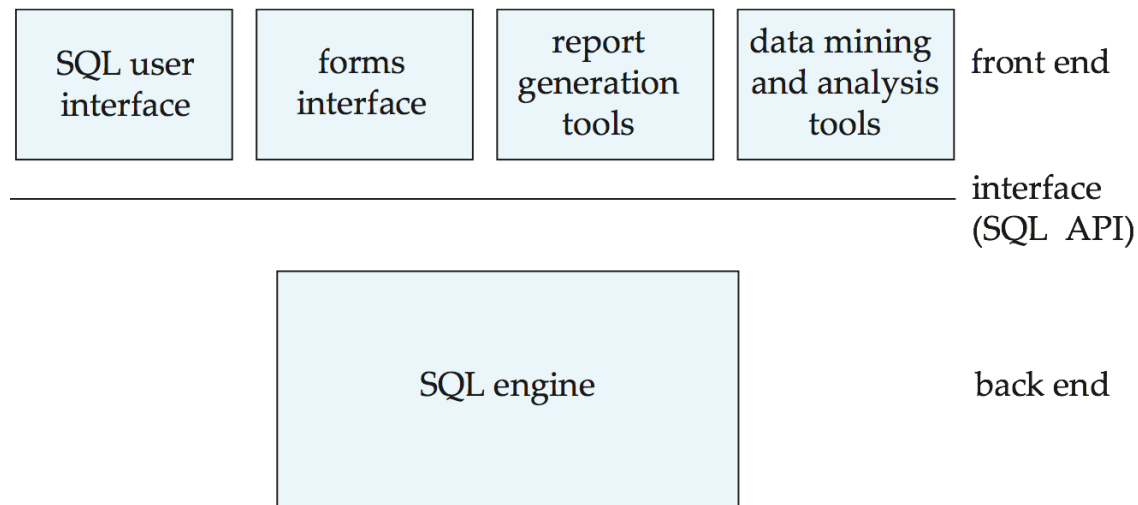 SQL user
interface
forms
interface
report
generation
tools
data mining
and analysis
tools
front end
interface
(SQL API)
SQL engine
back end